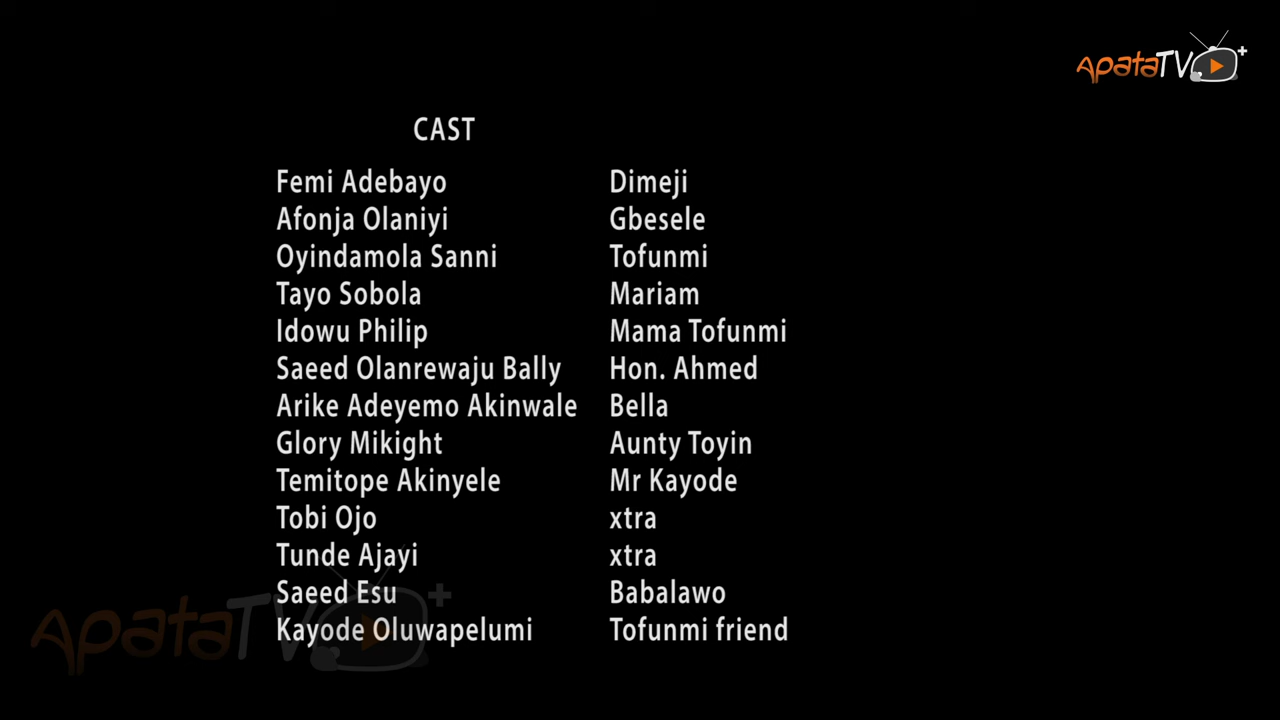 ApataTV+
CAST
Femi Adebayo Dimeji
Afonja Olaniyi Gbesele
Oyindamola Sanni Tofunmi
Tayo Sobola Mariam
Idowu Philip Mama Tofunmi
Saeed Olanrewaju Bally Hon. Ahmed
Arike Adeyemo Akinwale Bella
Glory Mikight Aunty Toyin
Temitope Akinyele Mr Kayode
Tobi Ojo xtra
Tunde Ajayi xtra
Saeed Esu Babalawo
Kayode Oluwapelumi Tofunmi friend
ApataTV+